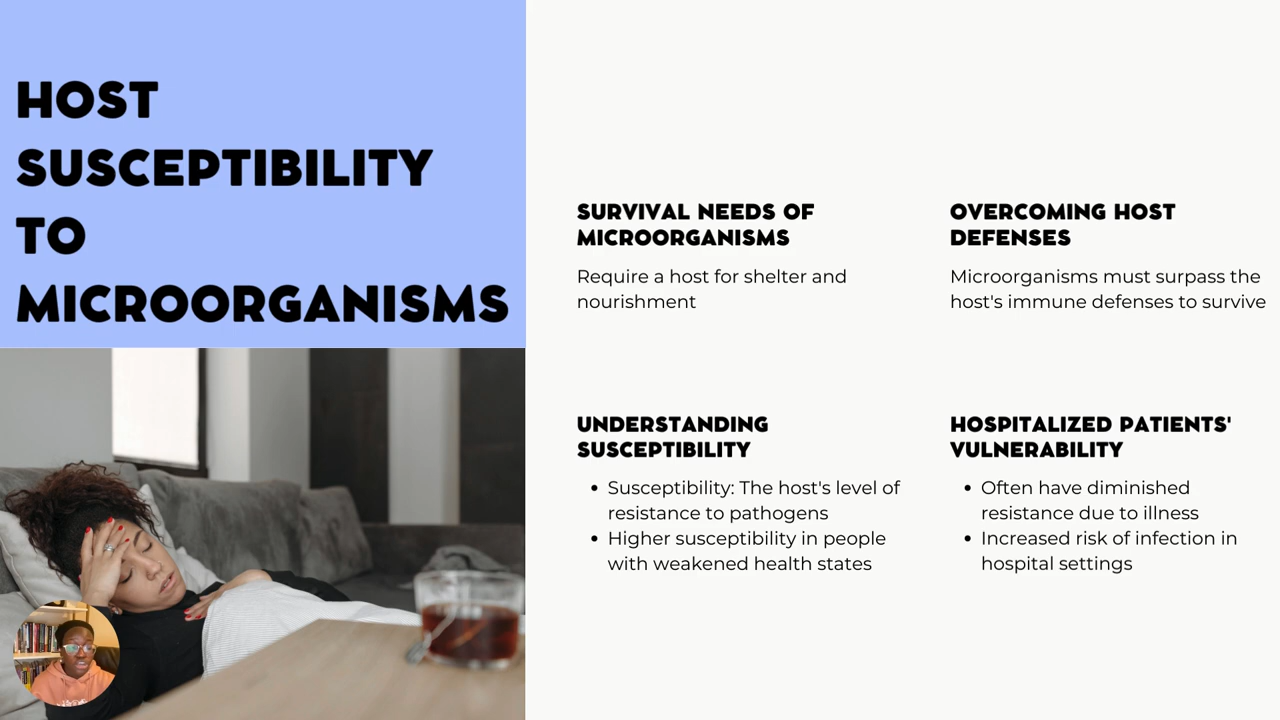 HOST
SUSCEPTIBILITY
TO
MICROORGANISMS
SURVIVAL NEEDS OF
MICROORGANISMS
Require a host for shelter and
nourishment
OVERCOMING HOST
DEFENSES
Microorganisms must surpass the
host's immune defenses to survive
UNDERSTANDING
SUSCEPTIBILITY
• Susceptibility: The host's level of
resistance to pathogens
• Higher susceptibility in people
with weakened health states
HOSPITALIZED PATIENTS'
VULNERABILITY
• Often have diminished
resistance due to illness
• Increased risk of infection in
hospital settings